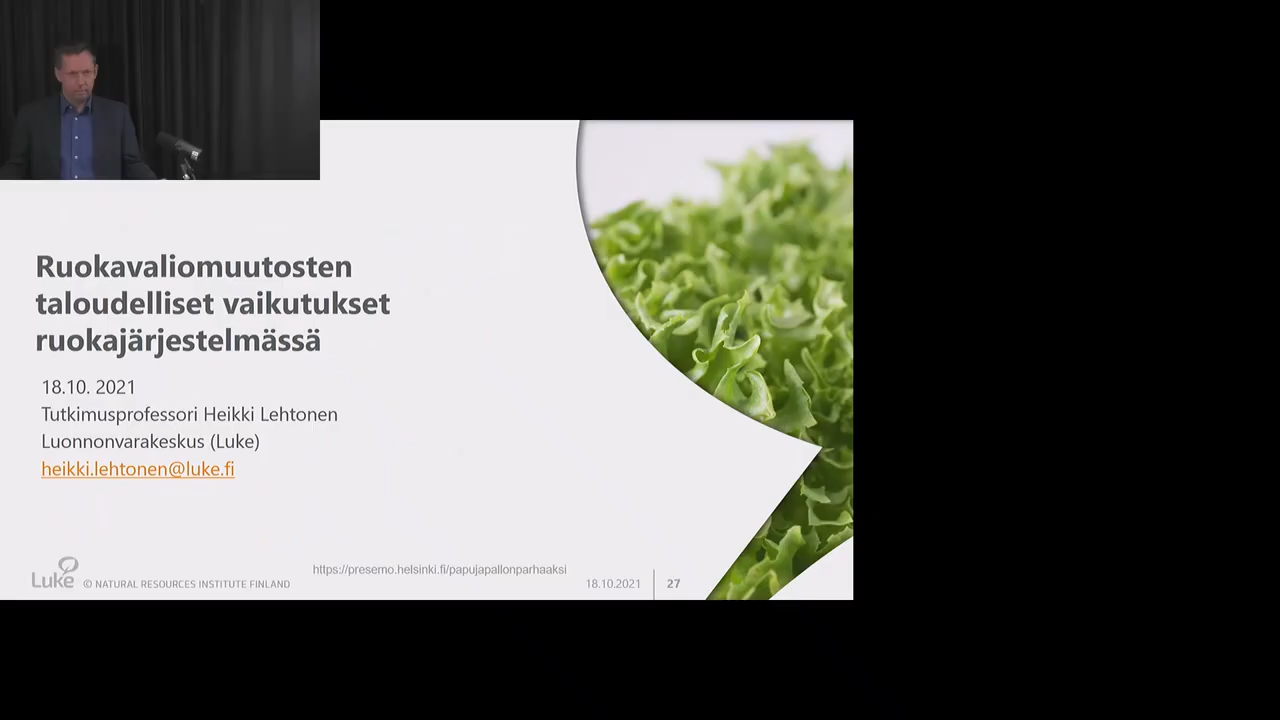 Ruokavaliomuutosten
taloudelliset vaikutukset
ruokajärjestelmässä
18.10. 2021
Tutkimusprofessori Heikki Lehtonen
Luonnonvarakeskus (Luke)
heikki.lehtonen@luke.fi
https://presemo.helsinki.fi/papujapallonparhaaksi
Luke © NATURAL RESOURCES INSTITUTE FINLAND
18.10.2021 27